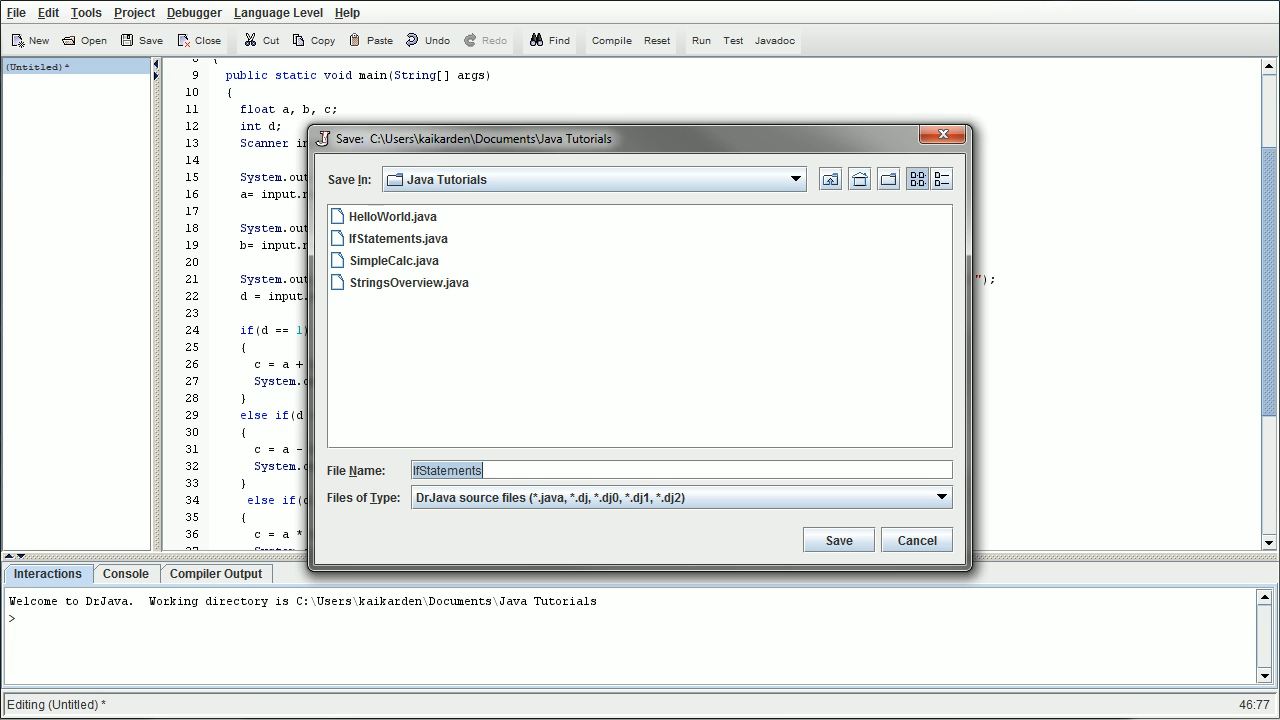 File Edit Tools Project Debugger Language Level Help
New Open Save Close Cut Copy Paste Undo Redo Find Compile Reset Run Test Javadoc
(Untitled) *
8 {
9 public static void main(String[] args)
10 {
11 float a, b, c;
12 int d;
13 Scanner in
14
15 System.out
16 a= input.n
17
18 System.out
19 b= input.n
20
21 System.out ");
22 d = input.
23
24 if(d == 1)
25 {
26 c = a +
27 System.o
28 }
29 else if(d
30 {
31 c = a -
32 System.o
33 }
34 else if(d
35 {
36 c = a *
37 System
Save: C:\Users\kaikarden\Documents\Java Tutorials
Save In: Java Tutorials
HelloWorld.java
IfStatements.java
SimpleCalc.java
StringsOverview.java
File Name: IfStatements
Files of Type: DrJava source files (*.java, *.dj, *.dj0, *.dj1, *.dj2)
Save Cancel
Interactions Console Compiler Output
Welcome to DrJava.  Working directory is C:\Users\kaikarden\Documents\Java Tutorials
>
Editing (Untitled) * 46:77